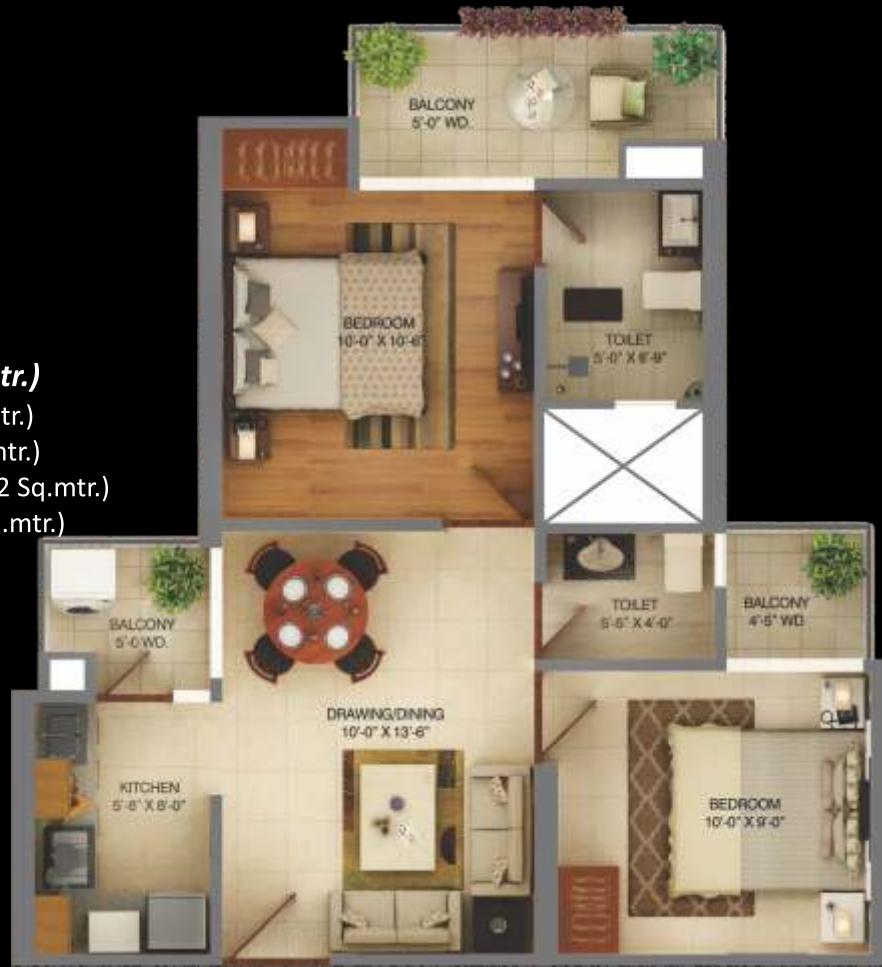 BALCONY
5'-0" WD.
BEDROOM
10'-0" X 10'-6"
TOILET
5'-0" X 6'-9"
tr.)
tr.)
ntr.)
2 Sq.mtr.)
.mtr.)
BALCONY
5'-0 WD.
TOILET
5'-5" X 4'-0"
BALCONY
4'-5" WD
DRAWING/DINING
10'-0" X 13'-6"
KITCHEN
5'-8" X 8'-0"
BEDROOM
10'-0" X 9'-0"